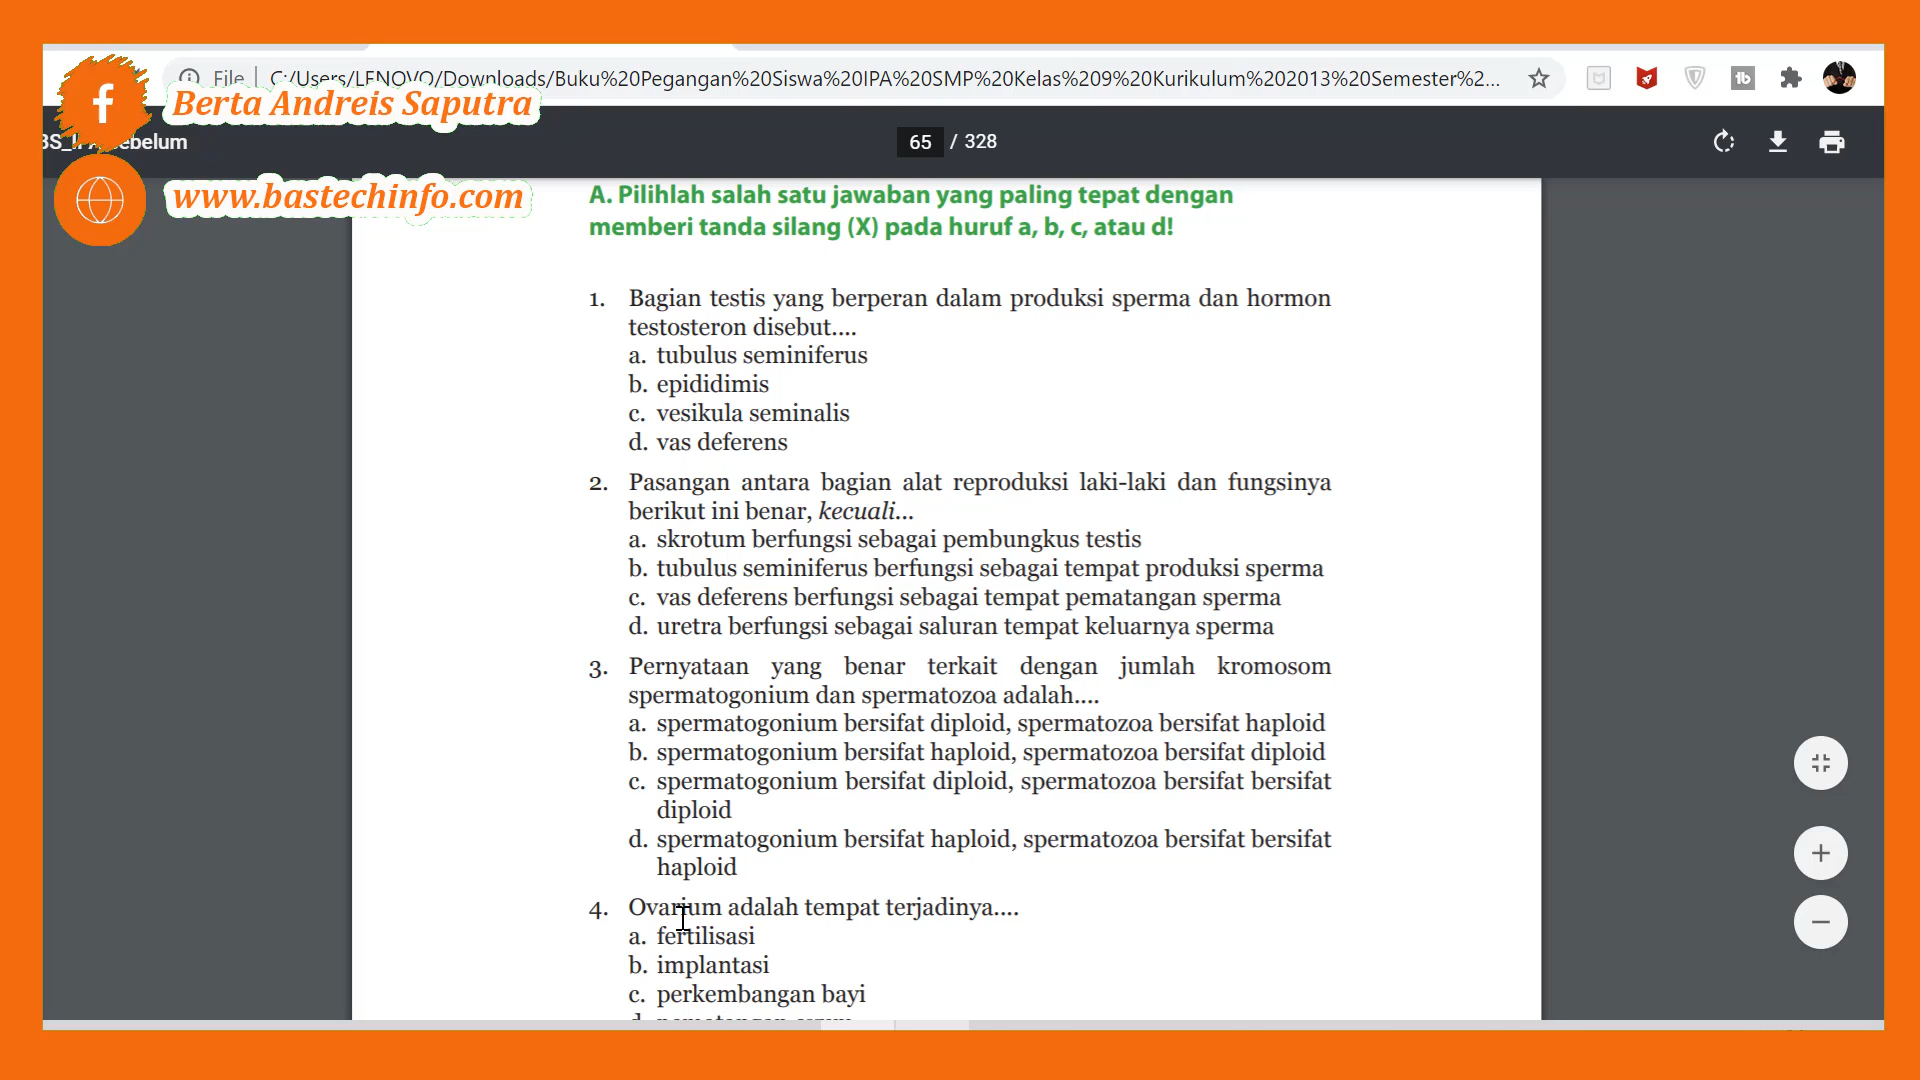 File
C:/Users/LENOVO/Downloads/Buku%20Pegangan%20Siswa%20IPA%20SMP%20Kelas%209%20Kurikulum%202013%20Semester%2...
Berta Andreis Saputra
65 / 328
www.bastechinfo.com
A. Pilihlah salah satu jawaban yang paling tepat dengan
memberi tanda silang (X) pada huruf a, b, c, atau d!
1. Bagian testis yang berperan dalam produksi sperma dan hormon
testosteron disebut....
a. tubulus seminiferus
b. epididimis
c. vesikula seminalis
d. vas deferens
2. Pasangan antara bagian alat reproduksi laki-laki dan fungsinya
berikut ini benar, kecuali...
a. skrotum berfungsi sebagai pembungkus testis
b. tubulus seminiferus berfungsi sebagai tempat produksi sperma
c. vas deferens berfungsi sebagai tempat pematangan sperma
d. uretra berfungsi sebagai saluran tempat keluarnya sperma
3. Pernyataan yang benar terkait dengan jumlah kromosom
spermatogonium dan spermatozoa adalah....
a. spermatogonium bersifat diploid, spermatozoa bersifat haploid
b. spermatogonium bersifat haploid, spermatozoa bersifat diploid
c. spermatogonium bersifat diploid, spermatozoa bersifat bersifat
diploid
d. spermatogonium bersifat haploid, spermatozoa bersifat bersifat
haploid
4. Ovarium adalah tempat terjadinya....
a. fertilisasi
b. implantasi
c. perkembangan bayi